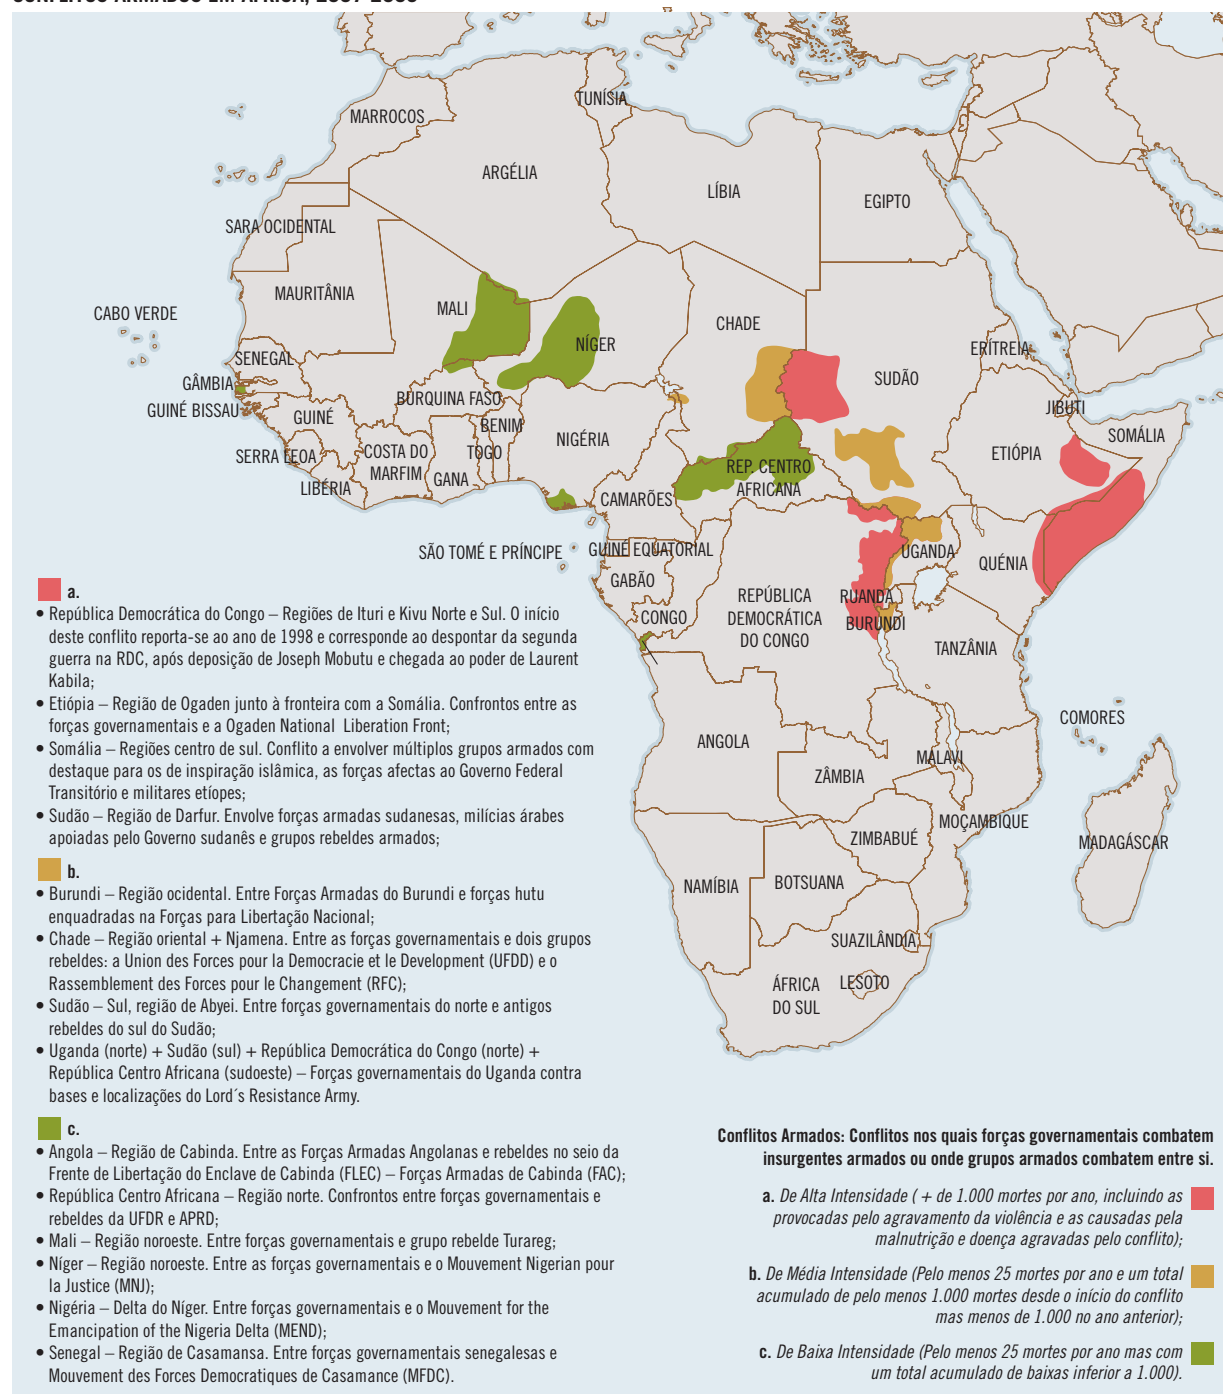 MARROCOS
TUNÍSIA
ARGÉLIA
LÍBIA
EGIPTO
SARA OCIDENTAL
MAURITÂNIA
MALI
NÍGER
CHADE
SUDÃO
ERÍTREIA
CABO VERDE
SENEGAL
GÂMBIA
GUINÉ BISSAU
GUINÉ
SERRA LEOA
LIBÉRIA
COSTA DO
MARFIM
BURQUINA FASO
GANA
TOGO
BENIM
NIGÉRIA
CAMARÕES
REP. CENTRO
AFRICANA
JIBUTI
SOMÁLIA
ETIÓPIA
SÃO TOMÉ E PRÍNCIPE
GUINÉ EQUATORIAL
GABÃO
CONGO
REPÚBLICA
DEMOCRÁTICA
DO CONGO
UGANDA
QUÉNIA
RUANDA
BURUNDI
TANZÂNIA
COMORES
ANGOLA
ZÂMBIA
MALAVI
MOÇAMBIQUE
ZIMBABUÉ
MADAGÁSCAR
NAMÍBIA
BOTSUANA
SUAZILÂNDIA
LESOTO
ÁFRICA
DO SUL
a.
• República Democrática do Congo – Regiões de Ituri e Kivu Norte e Sul. O início
deste conflito reporta-se ao ano de 1998 e corresponde ao despontar da segunda
guerra na RDC, após deposição de Joseph Mobutu e chegada ao poder de Laurent
Kabila;
• Etiópia – Região de Ogaden junto à fronteira com a Somália. Confrontos entre as
forças governamentais e a Ogaden National Liberation Front;
• Somália – Regiões centro de sul. Conflito a envolver múltiplos grupos armados com
destaque para os de inspiração islâmica, as forças afectas ao Governo Federal
Transitório e militares etíopes;
• Sudão – Região de Darfur. Envolve forças armadas sudanesas, milícias árabes
apoiadas pelo Governo sudanês e grupos rebeldes armados;
b.
• Burundi – Região ocidental. Entre Forças Armadas do Burundi e forças hutu
enquadradas na Forças para Libertação Nacional;
• Chade – Região oriental + Njamena. Entre as forças governamentais e dois grupos
rebeldes: a Union des Forces pour la Democracie et le Development (UFDD) e o
Rassemblement des Forces pour le Changement (RFC);
• Sudão – Sul, região de Abyei. Entre forças governamentais do norte e antigos
rebeldes do sul do Sudão;
• Uganda (norte) + Sudão (sul) + República Democrática do Congo (norte) +
República Centro Africana (sudoeste) – Forças governamentais do Uganda contra
bases e localizações do Lord´s Resistance Army.
c.
• Angola – Região de Cabinda. Entre as Forças Armadas Angolanas e rebeldes no seio da
Frente de Libertação do Enclave de Cabinda (FLEC) – Forças Armadas de Cabinda (FAC);
• República Centro Africana – Região norte. Confrontos entre forças governamentais e
rebeldes da UFDR e APRD;
• Mali – Região noroeste. Entre forças governamentais e grupo rebelde Turareg;
• Níger – Região noroeste. Entre as forças governamentais e o Mouvement Nigerian pour
la Justice (MNJ);
• Nigéria – Delta do Níger. Entre forças governamentais e o Mouvement for the
Emancipation of the Nigeria Delta (MEND);
• Senegal – Região de Casamansa. Entre forças governamentais senegalesas e
Mouvement des Forces Democratiques de Casamance (MFDC).
Conflitos Armados: Conflitos nos quais forças governamentais combatem
insurgentes armados ou onde grupos armados combatem entre si.
a. De Alta Intensidade ( + de 1.000 mortes por ano, incluindo as
provocadas pelo agravamento da violência e as causadas pela
malnutrição e doença agravadas pelo conflito);
b. De Média Intensidade (Pelo menos 25 mortes por ano e um total
acumulado de pelo menos 1.000 mortes desde o início do conflito
mas menos de 1.000 no ano anterior);
c. De Baixa Intensidade (Pelo menos 25 mortes por ano mas com
um total acumulado de baixas inferior a 1.000).